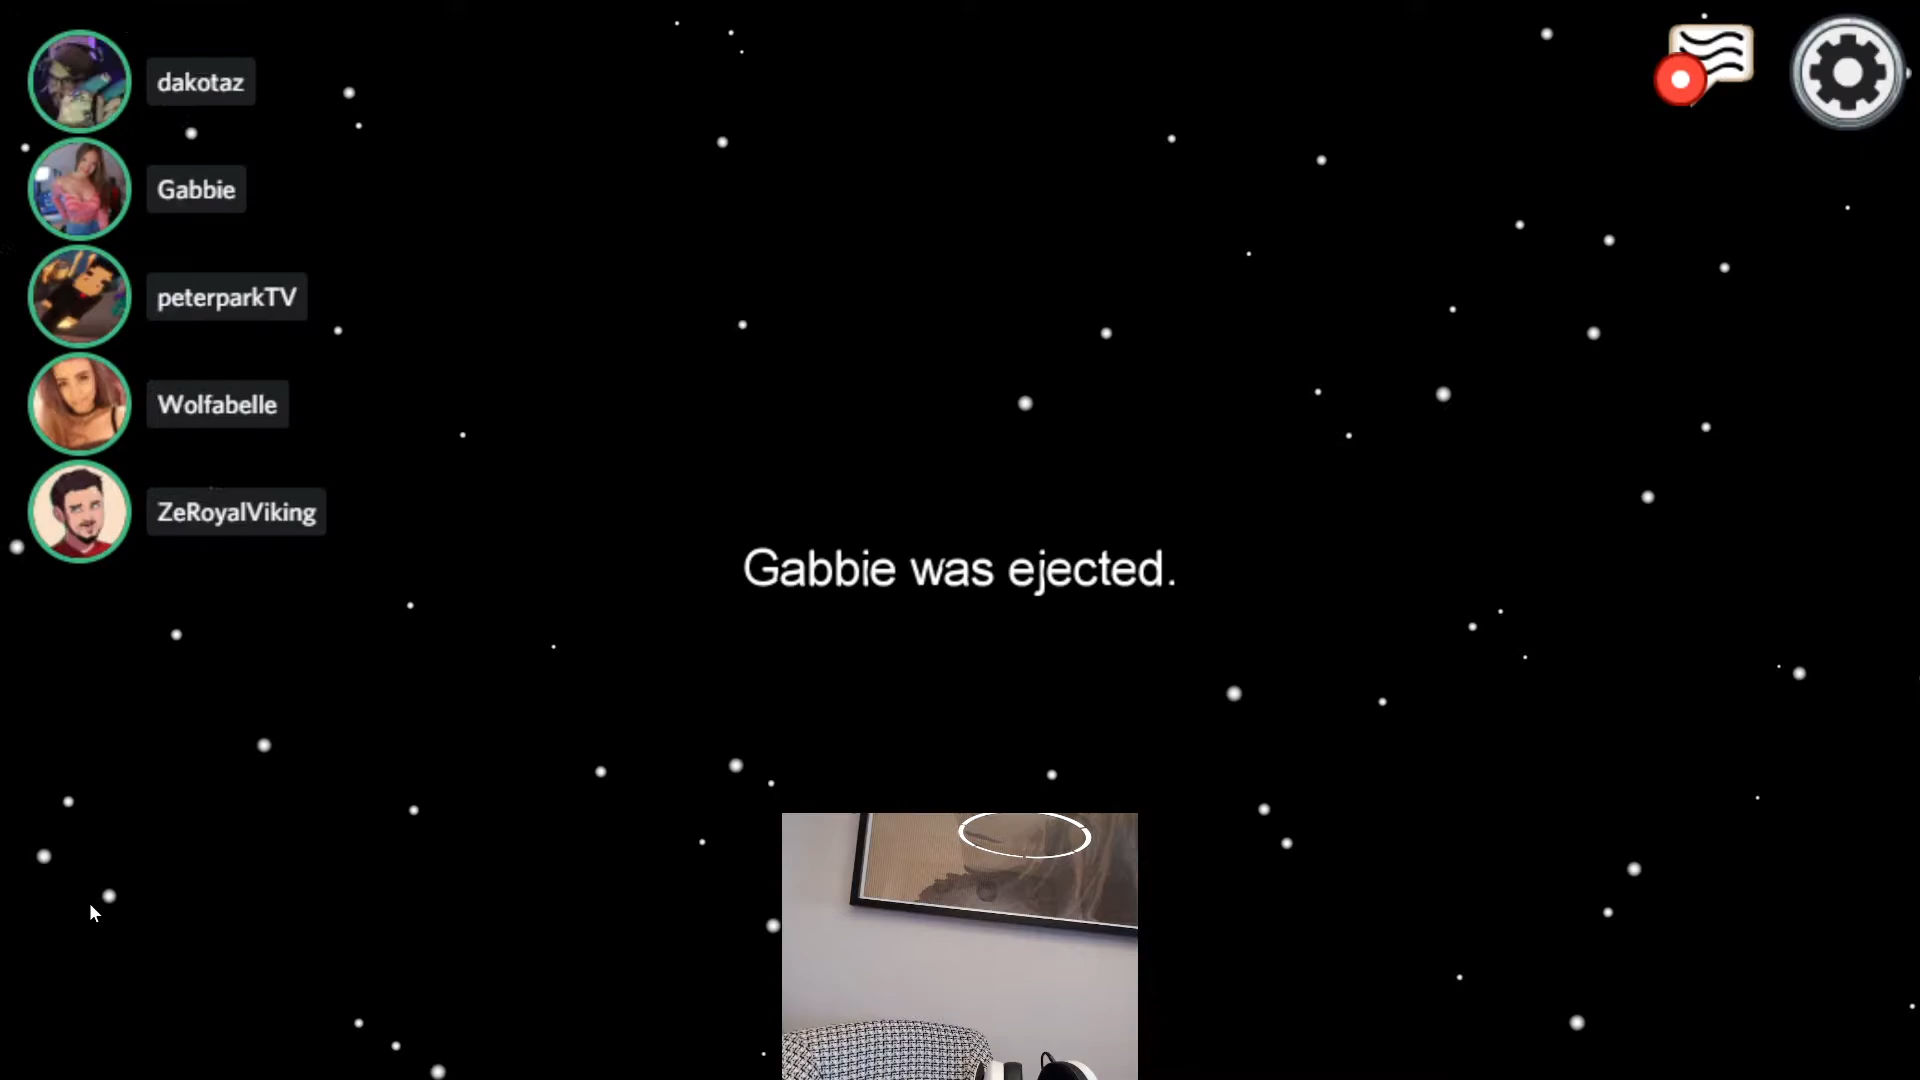 dakotaz
Gabbie
peterparkTV
Wolfabelle
ZeRoyalViking
Gabbie was ejected.